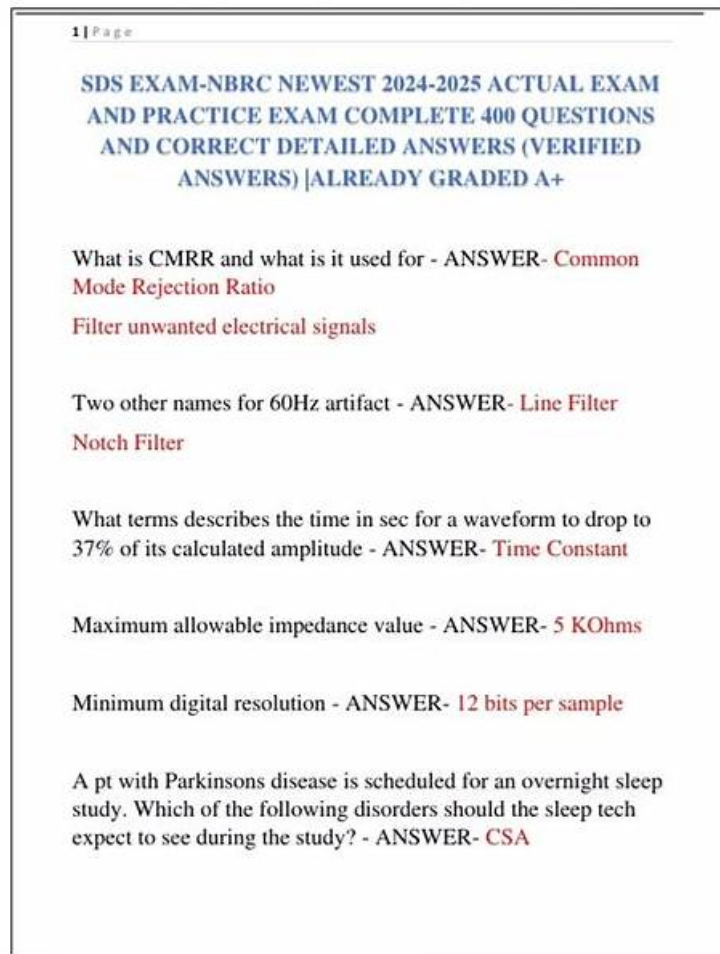 1 | Page
SDS EXAM-NBRC NEWEST 2024-2025 ACTUAL EXAM
AND PRACTICE EXAM COMPLETE 400 QUESTIONS
AND CORRECT DETAILED ANSWERS (VERIFIED
ANSWERS) |ALREADY GRADED A+
What is CMRR and what is it used for - ANSWER- Common
Mode Rejection Ratio
Filter unwanted electrical signals
Two other names for 60Hz artifact - ANSWER- Line Filter
Notch Filter
What terms describes the time in sec for a waveform to drop to
37% of its calculated amplitude - ANSWER- Time Constant
Maximum allowable impedance value - ANSWER- 5 KOhms
Minimum digital resolution - ANSWER- 12 bits per sample
A pt with Parkinsons disease is scheduled for an overnight sleep
study. Which of the following disorders should the sleep tech
expect to see during the study? - ANSWER- CSA